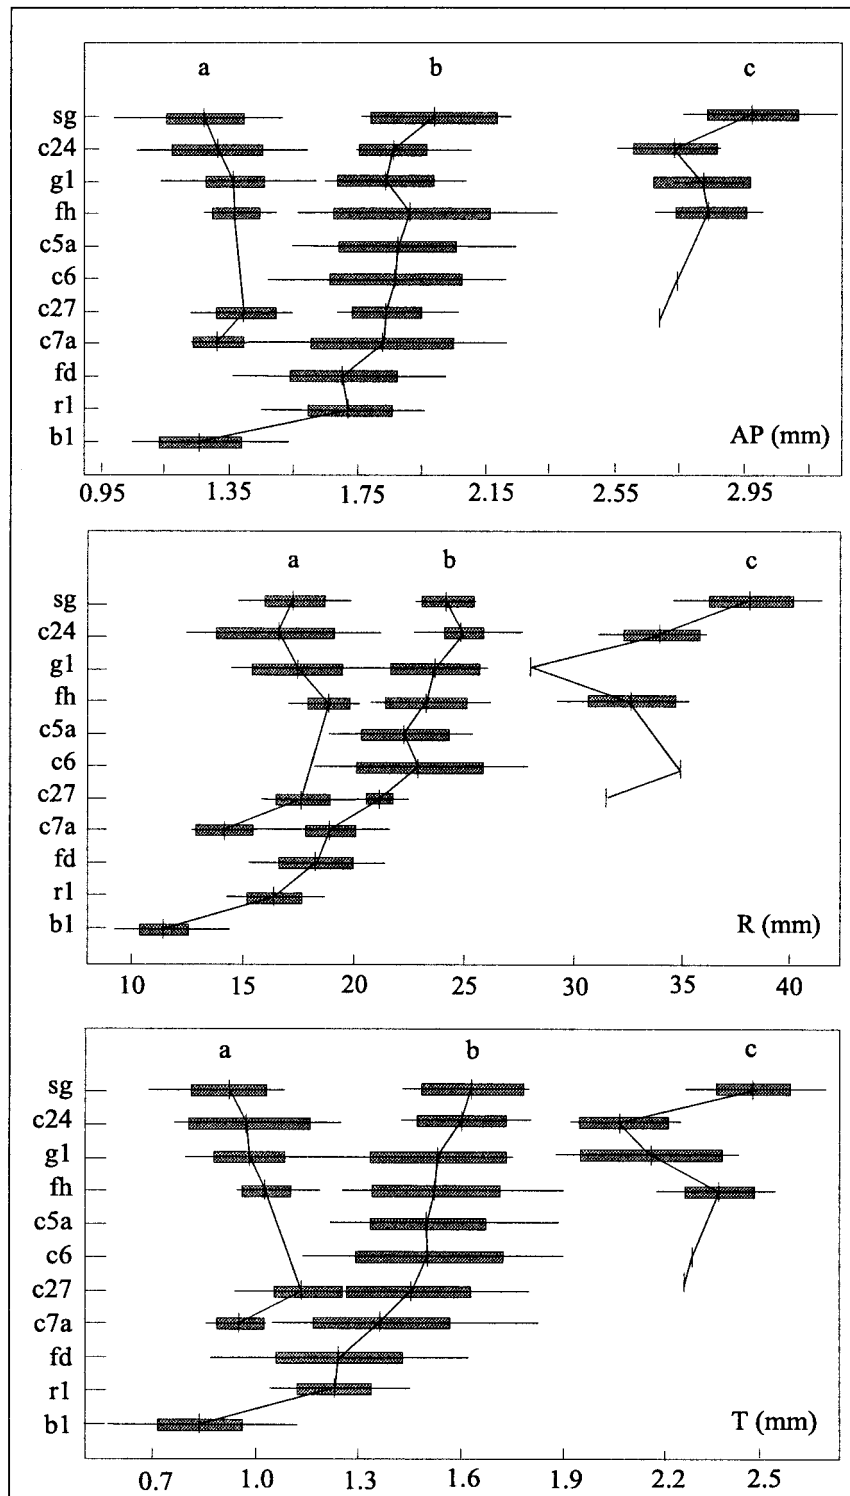 a b c
sg
c24
g1
fh
c5a
c6
c27
c7a
fd
r1
b1
AP (mm)
0.95 1.35 1.75 2.15 2.55 2.95
a b c
sg
c24
g1
fh
c5a
c6
c27
c7a
fd
r1
b1
R (mm)
10 15 20 25 30 35 40
a b c
sg
c24
g1
fh
c5a
c6
c27
c7a
fd
r1
b1
T (mm)
0.7 1.0 1.3 1.6 1.9 2.2 2.5